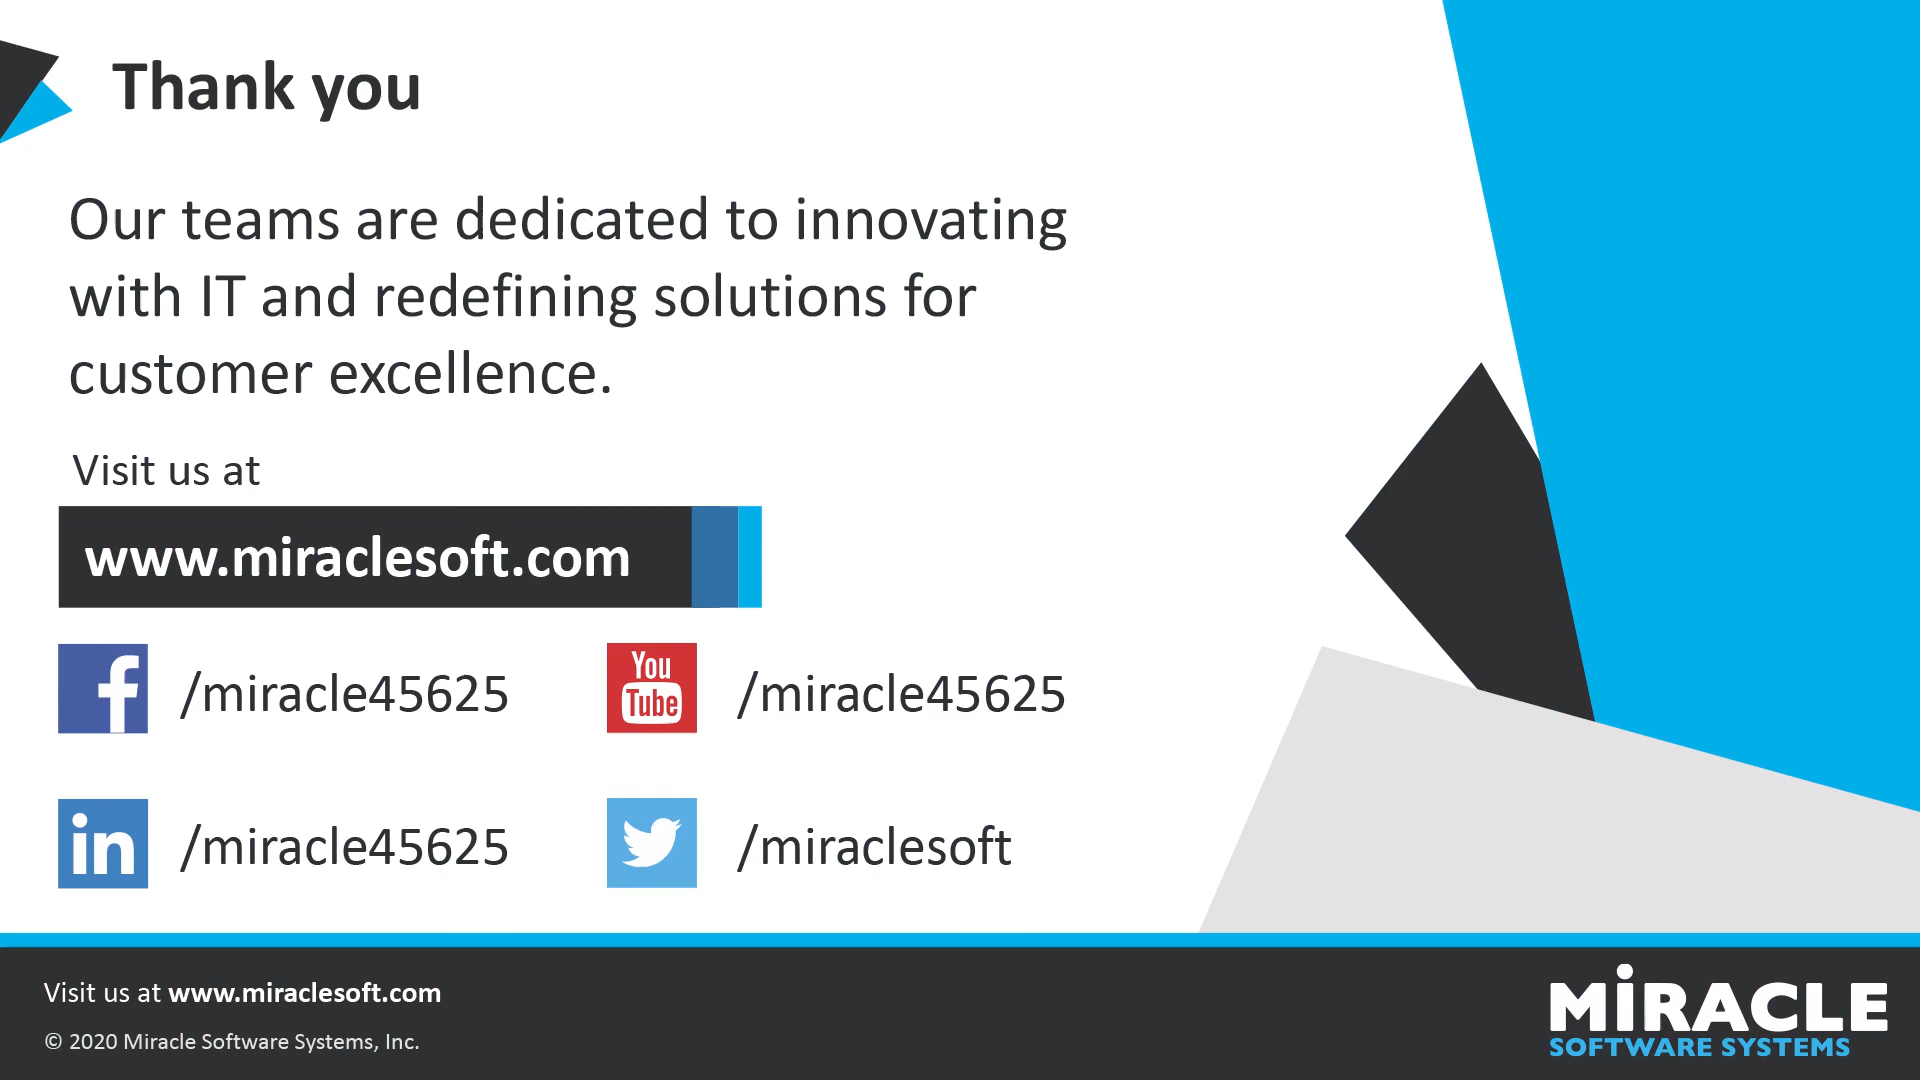 Thank you
Our teams are dedicated to innovating
with IT and redefining solutions for
customer excellence.
Visit us at
www.miraclesoft.com
f /miracle45625
You
Tube /miracle45625
in /miracle45625
/miraclesoft
Visit us at www.miraclesoft.com
© 2020 Miracle Software Systems, Inc.
MiRACLE
SOFTWARE SYSTEMS